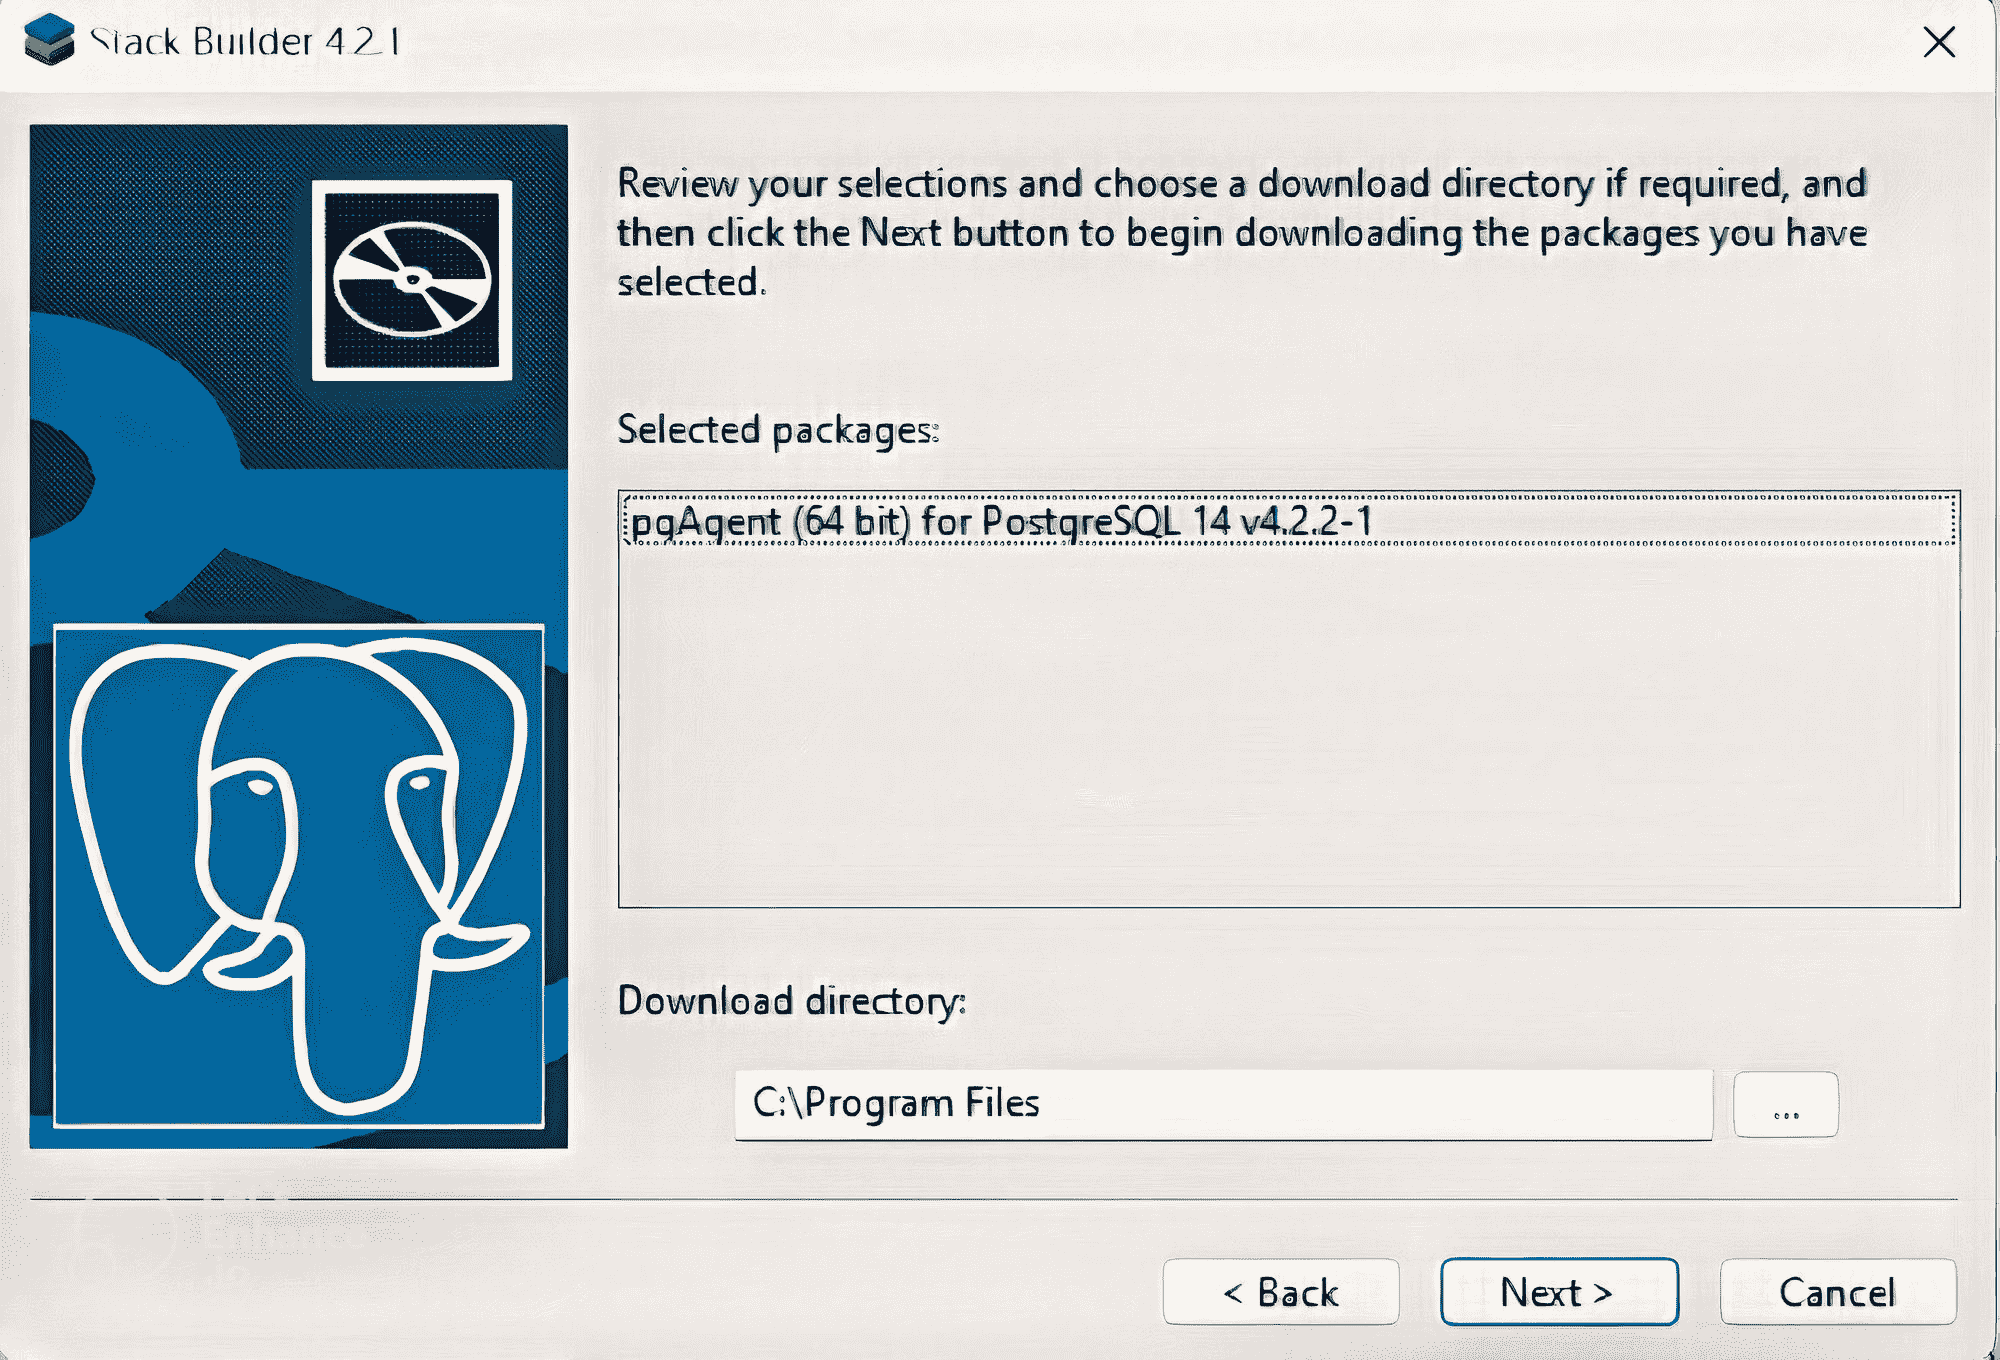 Stack Builder 4.2.1
Review your selections and choose a download directory if required, and
then click the Next button to begin downloading the packages you have
selected.
Selected packages:
pgAgent (64 bit) for PostgreSQL 14 v4.2.2-1
Download directory:
C:\Program Files
...
< Back
Next >
Cancel